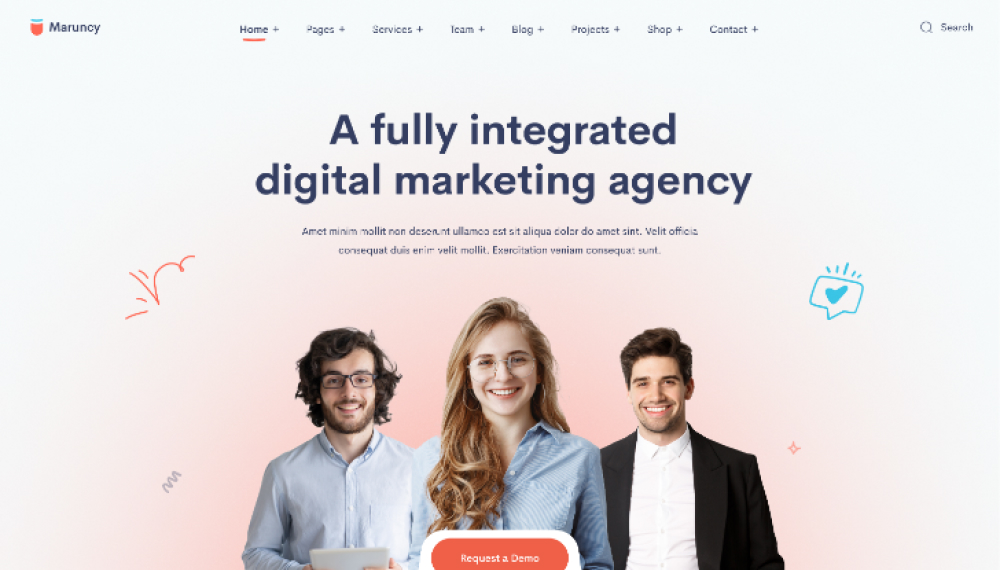 Maruncy
Home + Pages + Services + Team + Blog + Projects + Shop + Contact +
Search
A fully integrated
digital marketing agency
Amet minim mollit non deserunt ullamco est sit aliqua dolor do amet sint. Velit officia
consequat duis enim velit mollit. Exercitation veniam consequat sunt.
Request a Demo